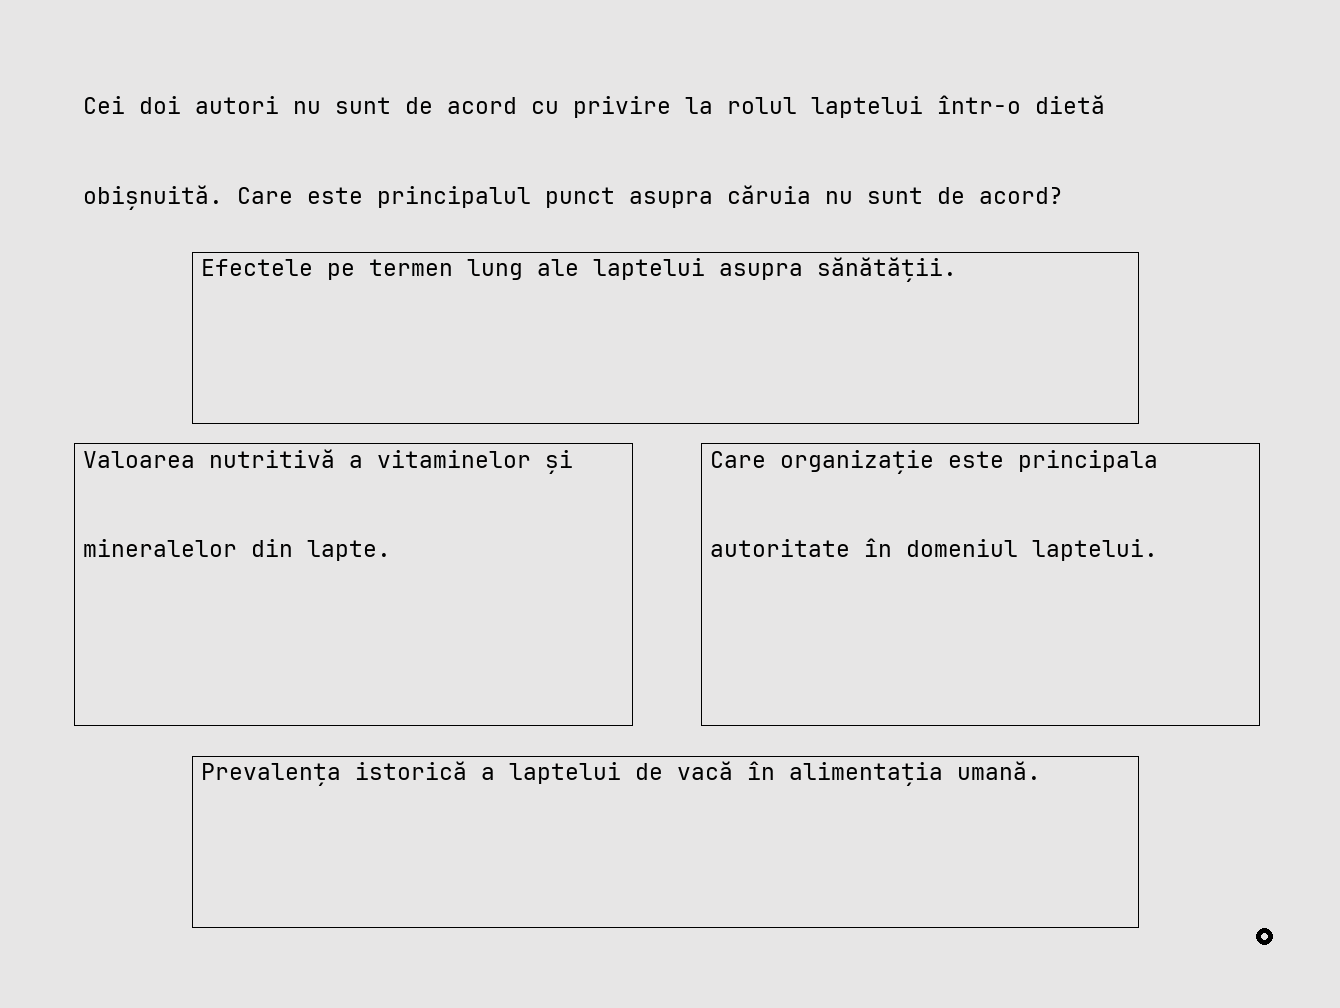 Cei doi autori nu sunt de acord cu privire la rolul laptelui într-o dietă
obișnuită. Care este principalul punct asupra căruia nu sunt de acord?
Efectele pe termen lung ale laptelui asupra sănătății.
Valoarea nutritivă a vitaminelor și
mineralelor din lapte.
Care organizație este principala
autoritate în domeniul laptelui.
Prevalența istorică a laptelui de vacă în alimentația umană.